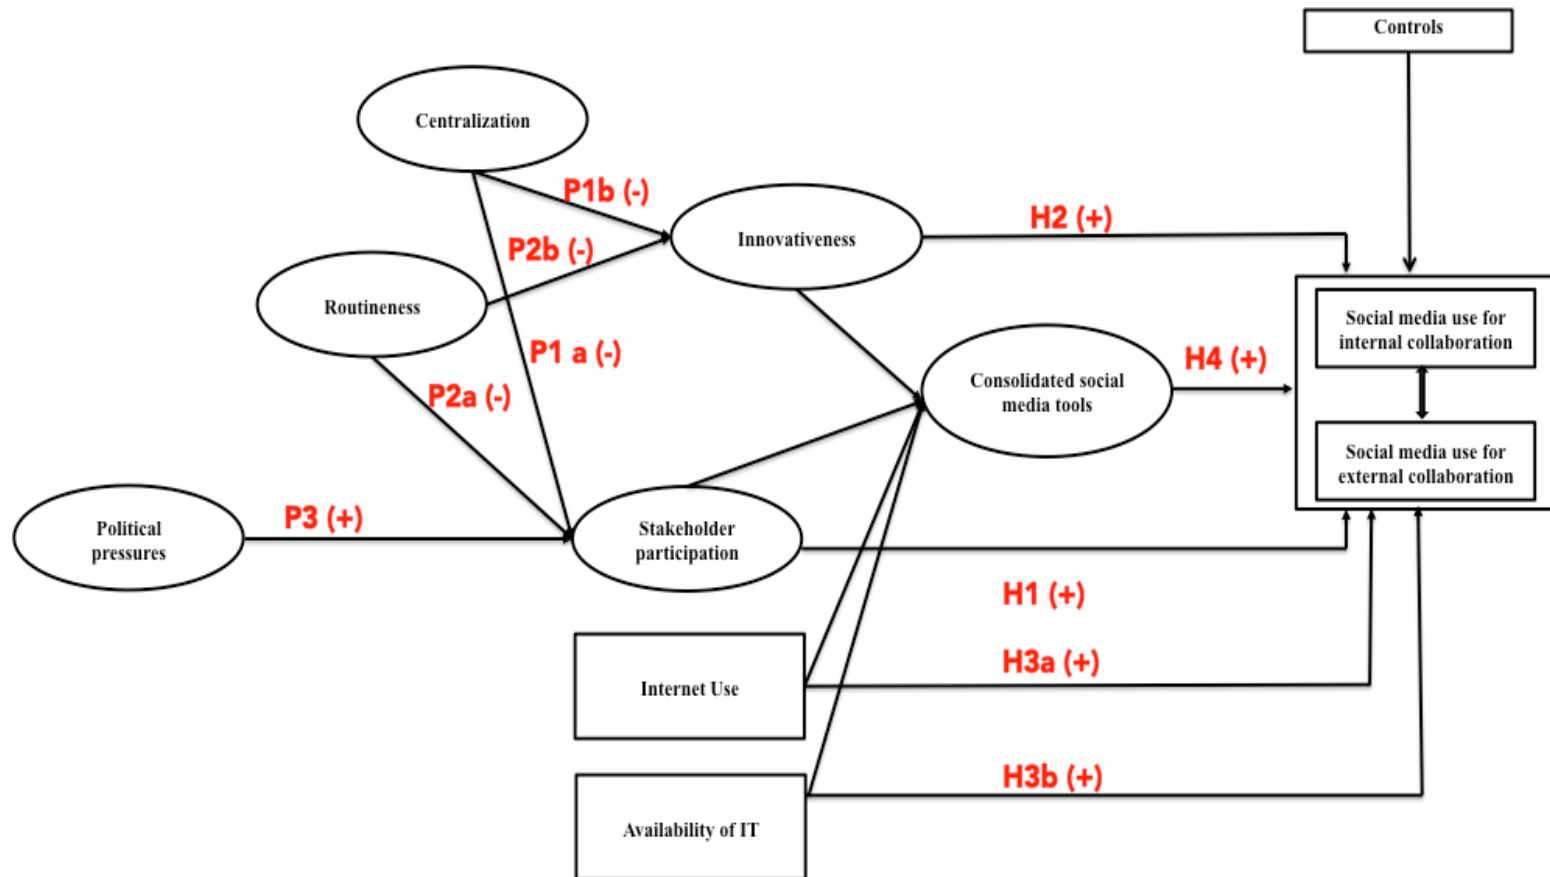 Controls
Centralization
P1b (-)
H2 (+)
Innovativeness
P2b (-)
Routineness
Social media use for
internal collaboration
P1 a (-)
H4 (+)
Consolidated social
media tools
P2a (-)
Social media use for
external collaboration
P3 (+)
Political
pressures
Stakeholder
participation
H1 (+)
H3a (+)
Internet Use
H3b (+)
Availability of IT